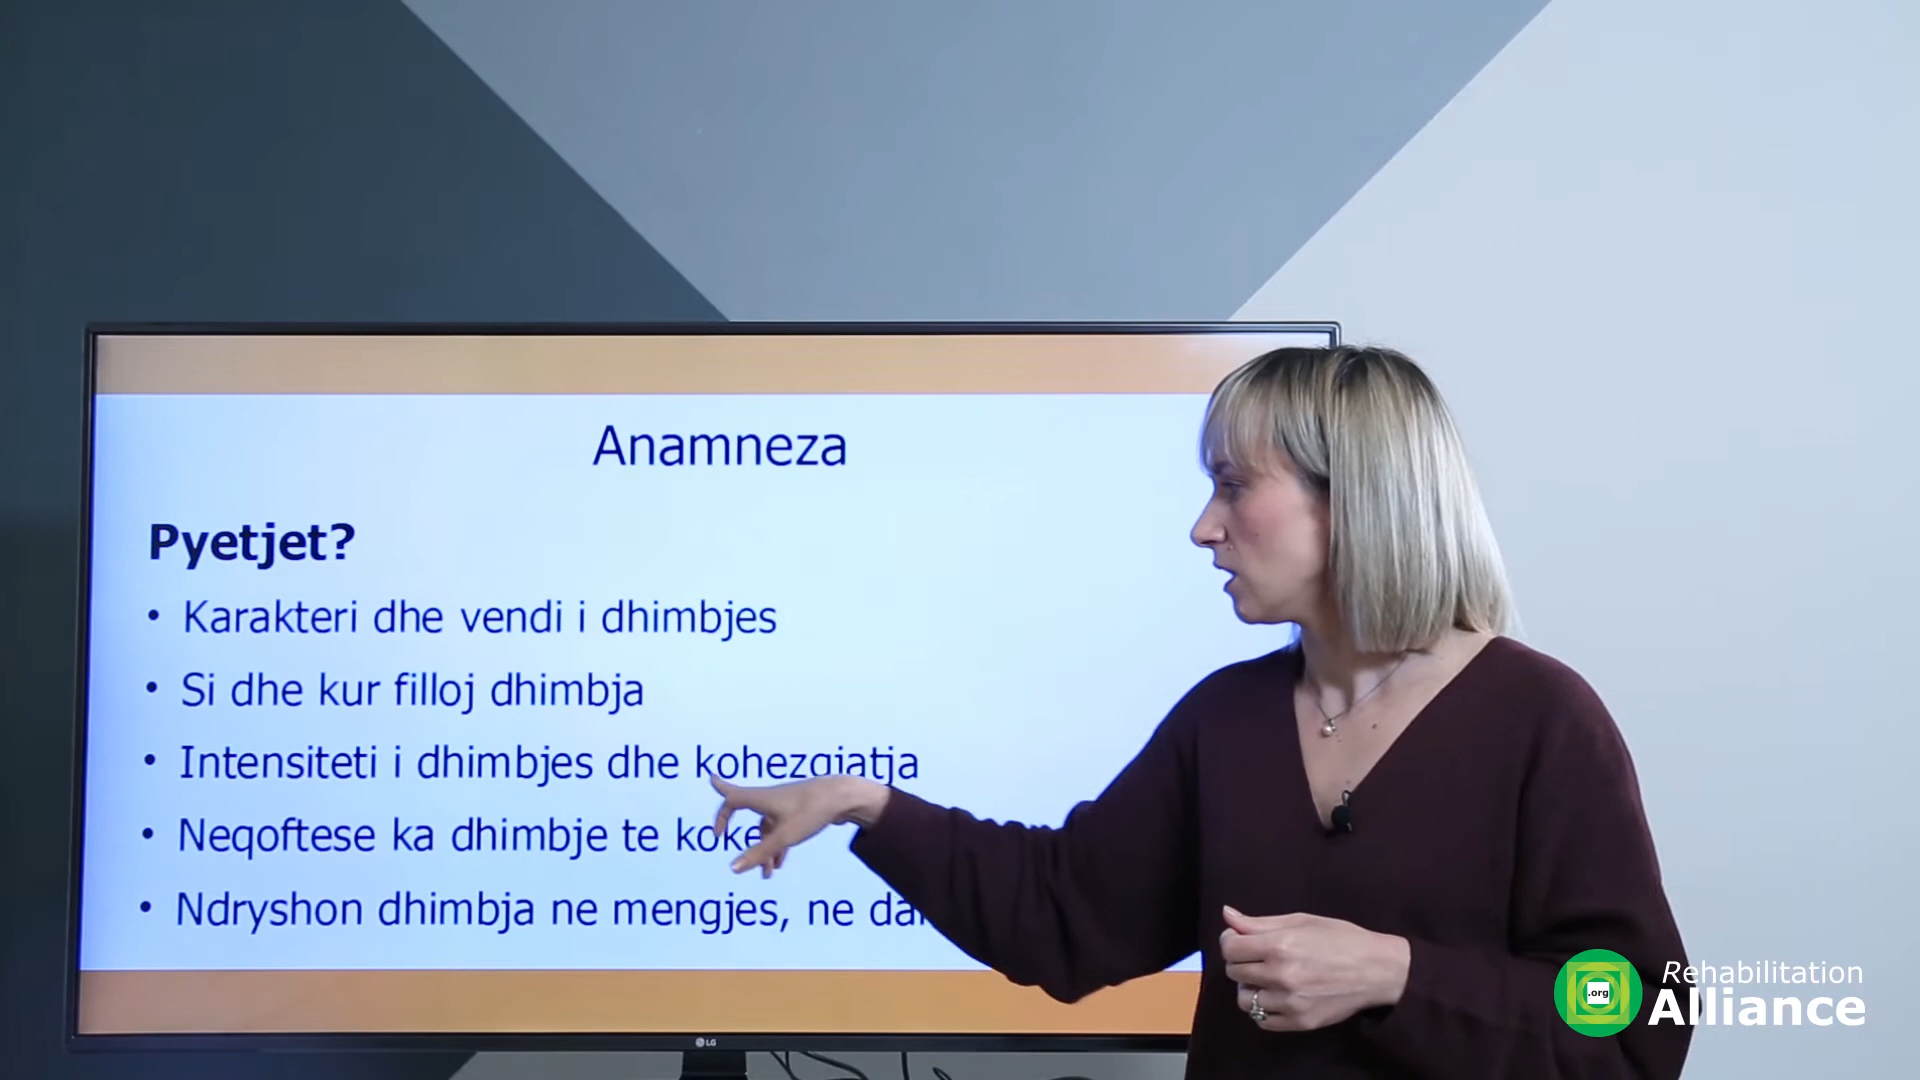 Anamneza
Pyetjet?
• Karakteri dhe vendi i dhimbjes
• Si dhe kur filloj dhimbja
• Intensiteti i dhimbjes dhe kohezgjatja
• Neqoftese ka dhimbje te koke
• Ndryshon dhimbja ne mengjes, ne
LG
.org
Rehabilitation
Alliance